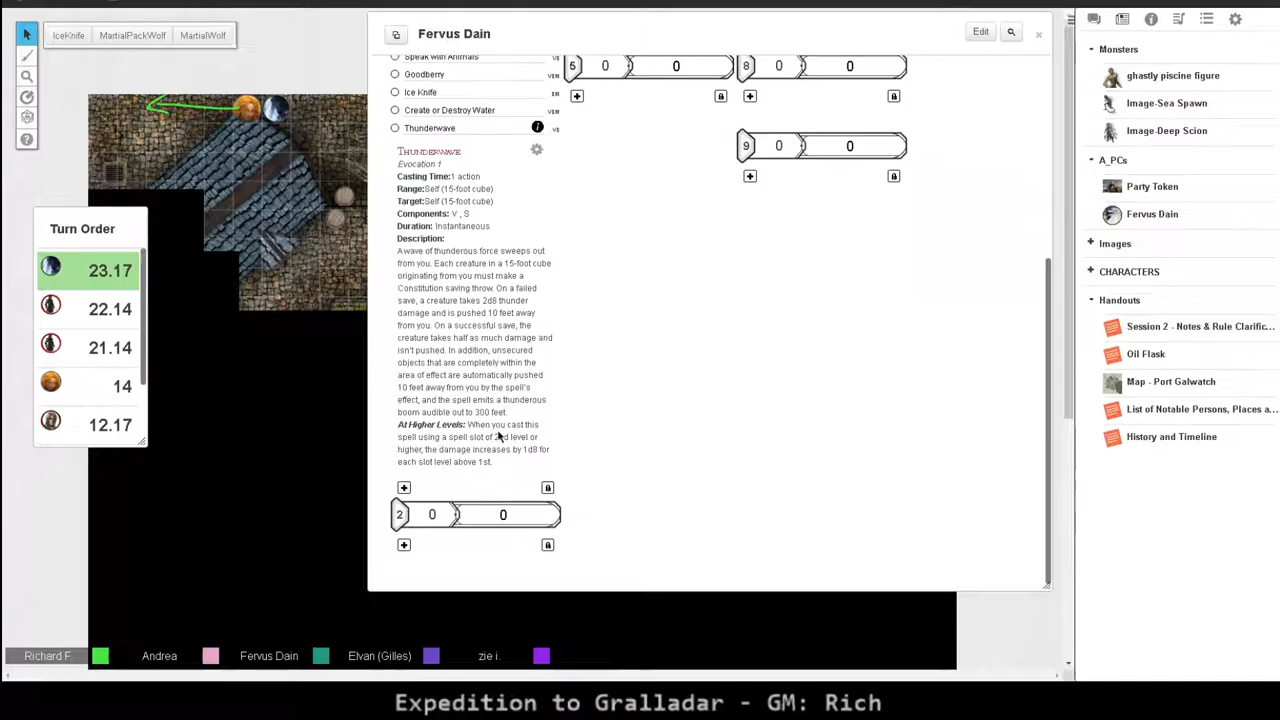 IceKnife MartialPackWolf MartialWolf
Turn Order
23.17
22.14
21.14
14
12.17
Fervus Dain
Edit
Speak with Animals
Goodberry
Ice Knife
Create or Destroy Water
Thunderwave
5 0 0
8 0 0
9 0 0
Thunderwave
Evocation 1
Casting Time:1 action
Range:Self (15-foot cube)
Target:Self (15-foot cube)
Components: V , S
Duration: Instantaneous
Description:
A wave of thunderous force sweeps out
from you. Each creature in a 15-foot cube
originating from you must make a
Constitution saving throw. On a failed
save, a creature takes 2d8 thunder
damage and is pushed 10 feet away
from you. On a successful save, the
creature takes half as much damage and
isn't pushed. In addition, unsecured
objects that are completely within the
area of effect are automatically pushed
10 feet away from you by the spell's
effect, and the spell emits a thunderous
boom audible out to 300 feet.
At Higher Levels: When you cast this
spell using a spell slot of 2nd level or
higher, the damage increases by 1d8 for
each slot level above 1st.
2 0 0
Monsters
ghastly piscine figure
Image-Sea Spawn
Image-Deep Scion
A_PCs
Party Token
Fervus Dain
Images
CHARACTERS
Handouts
Session 2 - Notes & Rule Clarific...
Oil Flask
Map - Port Galwatch
List of Notable Persons, Places a...
History and Timeline
Richard F. Andrea Fervus Dain Elvan (Gilles) zie i.
Expedition to Gralladar - GM: Rich